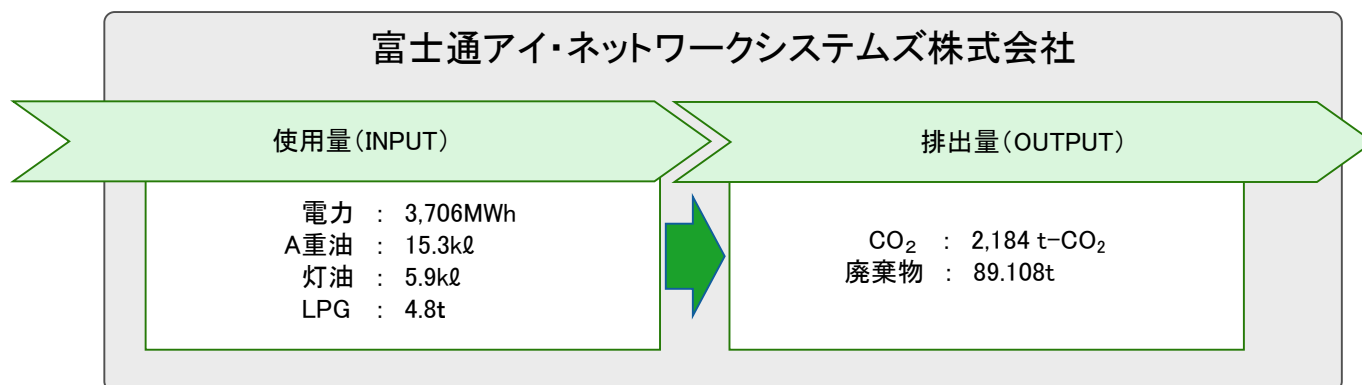 富士通アイ・ネットワークシステムズ株式会社
使用量(INPUT)
排出量(OUTPUT)
電力 : 3,706MWh
A重油 : 15.3kℓ
灯油 : 5.9kℓ
LPG : 4.8t
CO₂ : 2,184 t-CO₂
廃棄物 : 89.108t